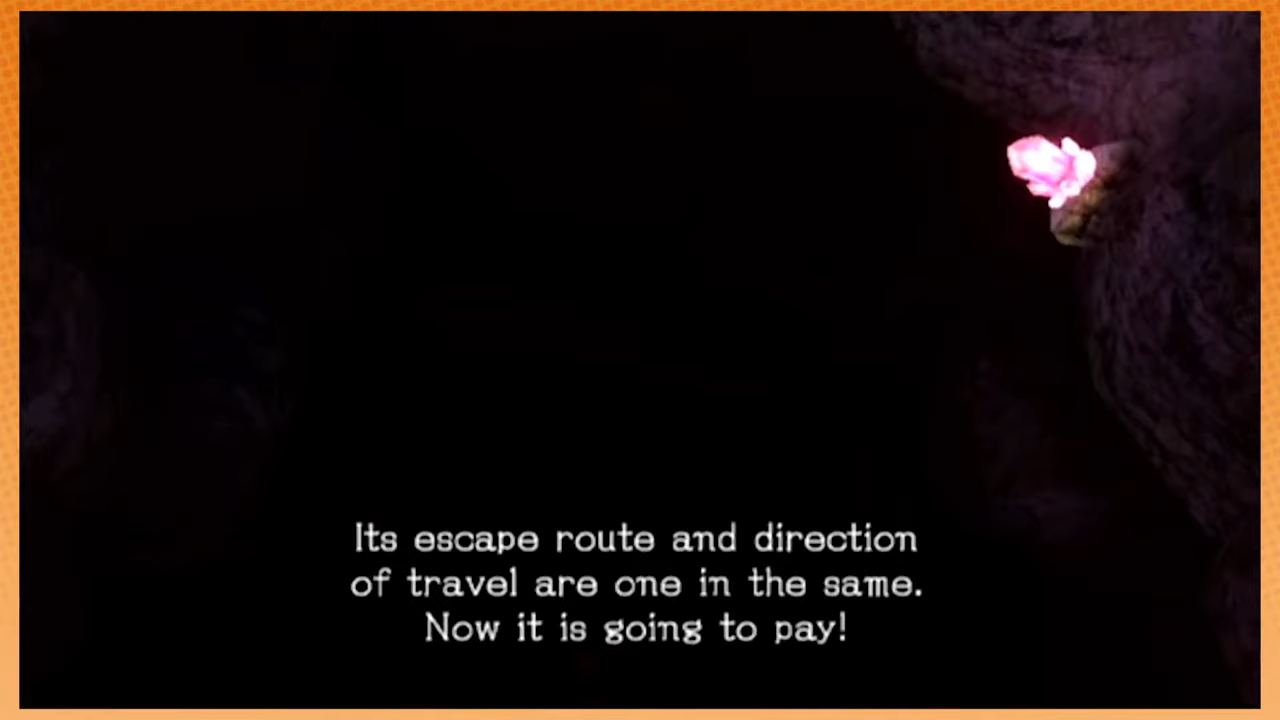 Its escape route and direction
of travel are one in the same.
Now it is going to pay!